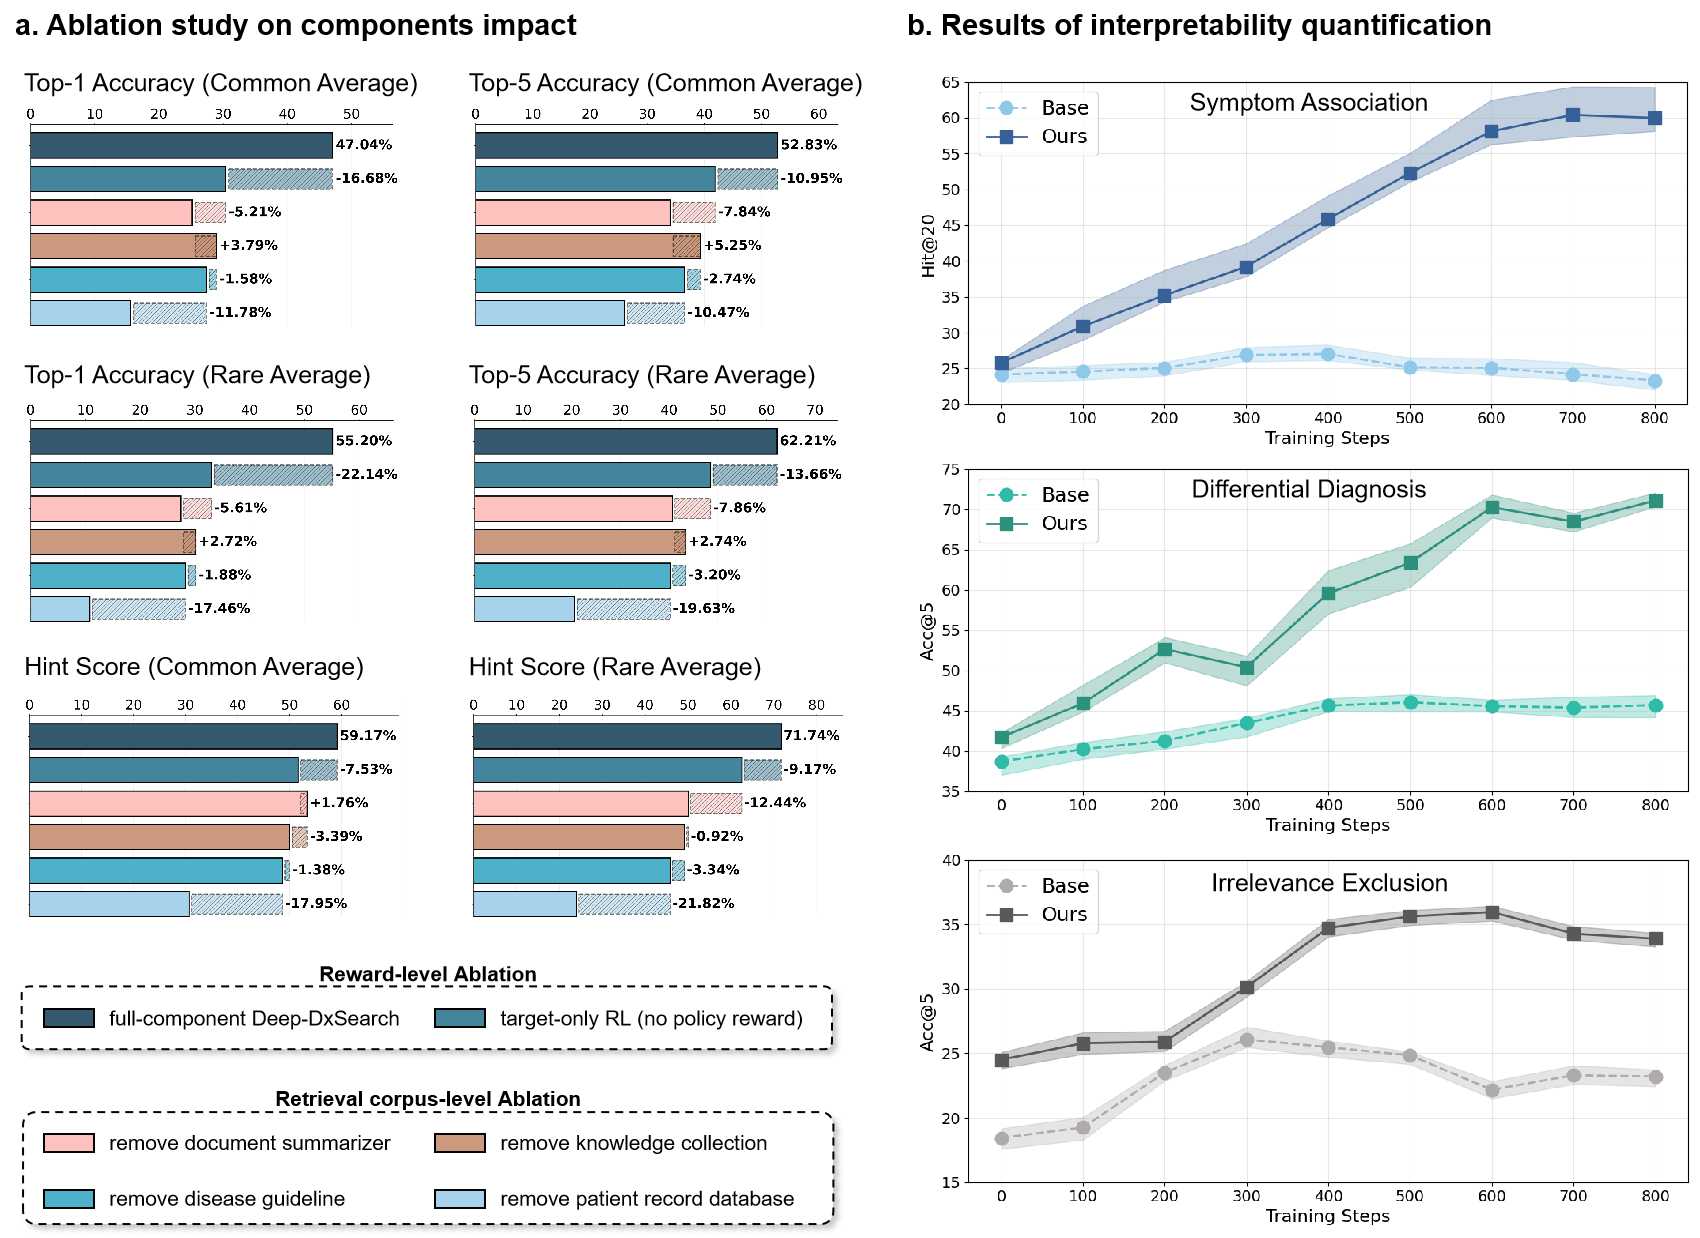 a. Ablation study on components impact
Top-1 Accuracy (Common Average)
0 10 20 30 40 50
47.04%
-16.68%
-5.21%
+3.79%
-1.58%
-11.78%
Top-5 Accuracy (Common Average)
0 10 20 30 40 50 60
52.83%
-10.95%
-7.84%
+5.25%
-2.74%
-10.47%
Top-1 Accuracy (Rare Average)
0 10 20 30 40 50 60
55.20%
-22.14%
-5.61%
+2.72%
-1.88%
-17.46%
Top-5 Accuracy (Rare Average)
0 10 20 30 40 50 60 70
62.21%
-13.66%
-7.86%
+2.74%
-3.20%
-19.63%
Hint Score (Common Average)
0 10 20 30 40 50 60
59.17%
-7.53%
+1.76%
-3.39%
-1.38%
-17.95%
Hint Score (Rare Average)
0 10 20 30 40 50 60 70 80
71.74%
-9.17%
-12.44%
-0.92%
-3.34%
-21.82%
Reward-level Ablation
full-component Deep-DxSearch
target-only RL (no policy reward)
Retrieval corpus-level Ablation
remove document summarizer
remove knowledge collection
remove disease guideline
remove patient record database
b. Results of interpretability quantification
Symptom Association
Base
Ours
Hit@20
65
60
55
50
45
40
35
30
25
20
0 100 200 300 400 500 600 700 800
Training Steps
Differential Diagnosis
Base
Ours
Acc@5
75
70
65
60
55
50
45
40
35
0 100 200 300 400 500 600 700 800
Training Steps
Irrelevance Exclusion
Base
Ours
Acc@5
40
35
30
25
20
15
0 100 200 300 400 500 600 700 800
Training Steps